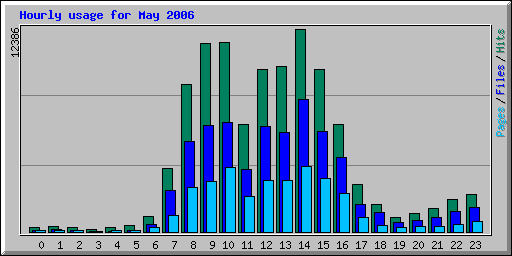 Hourly usage for May 2006
12386
Pages / Files / Hits
0 1 2 3 4 5 6 7 8 9 10 11 12 13 14 15 16 17 18 19 20 21 22 23